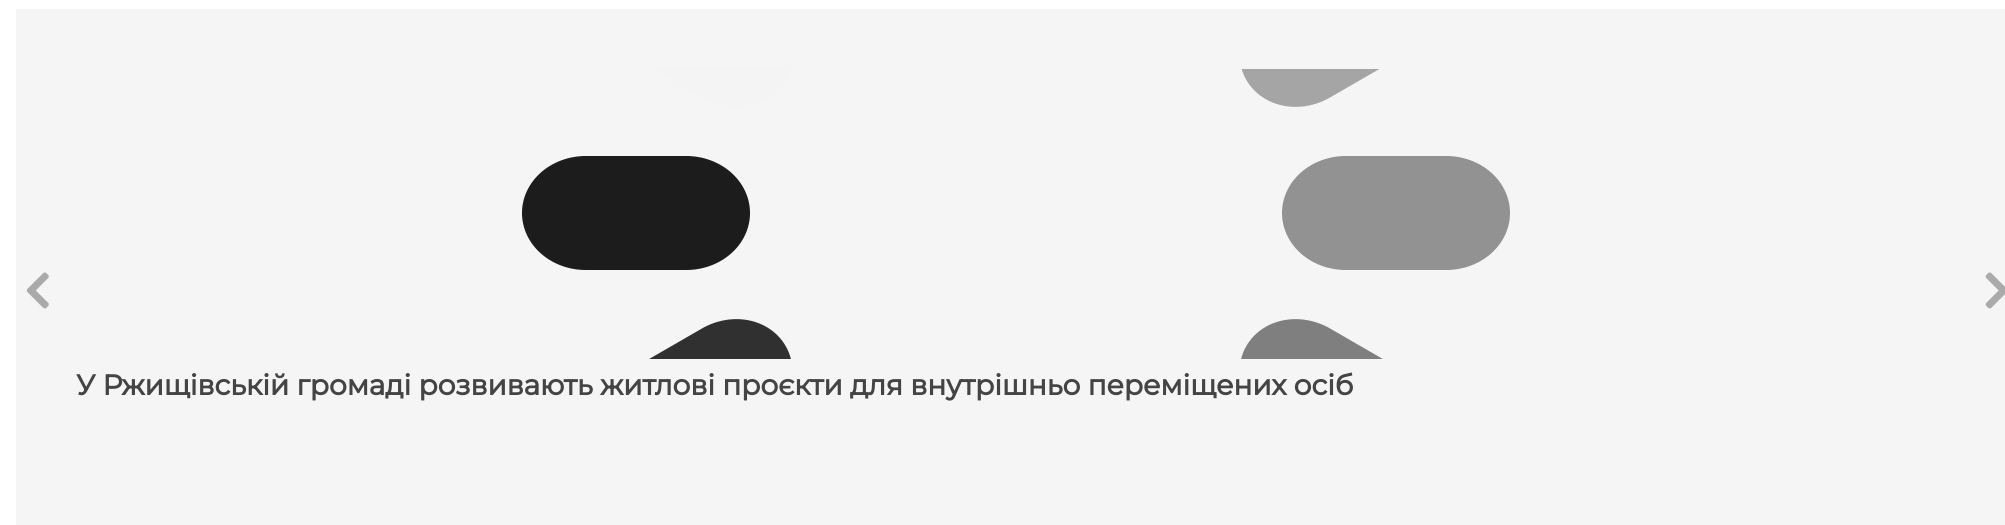 У Ржищівській громаді розвивають житлові проєкти для внутрішньо переміщених осіб